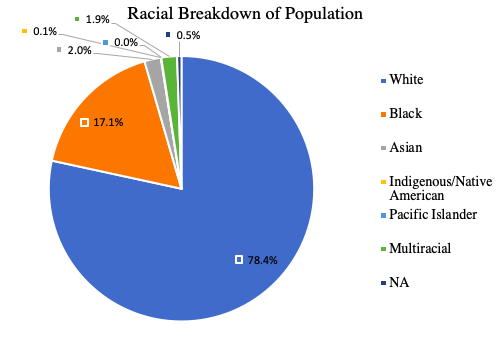 Racial Breakdown of Population
1.9%
0.1%
0.0%
0.5%
2.0%
17.1%
78.4%
White
Black
Asian
Indigenous/Native
American
Pacific Islander
Multiracial
NA